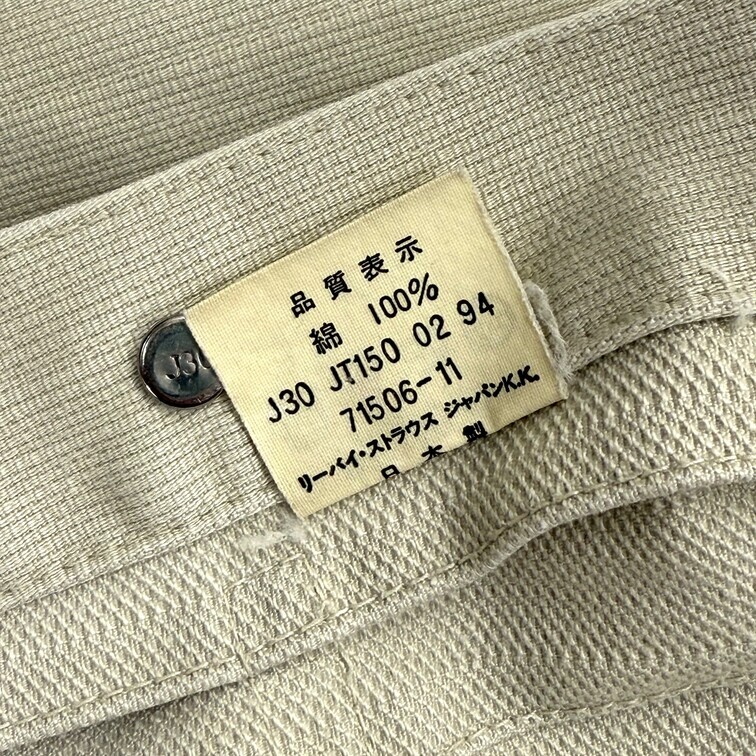 品質表示
綿 100%
J30 JT150 02 94
71506-11
リーバイ・ストラウス ジャパンK.K.
日本製
J30